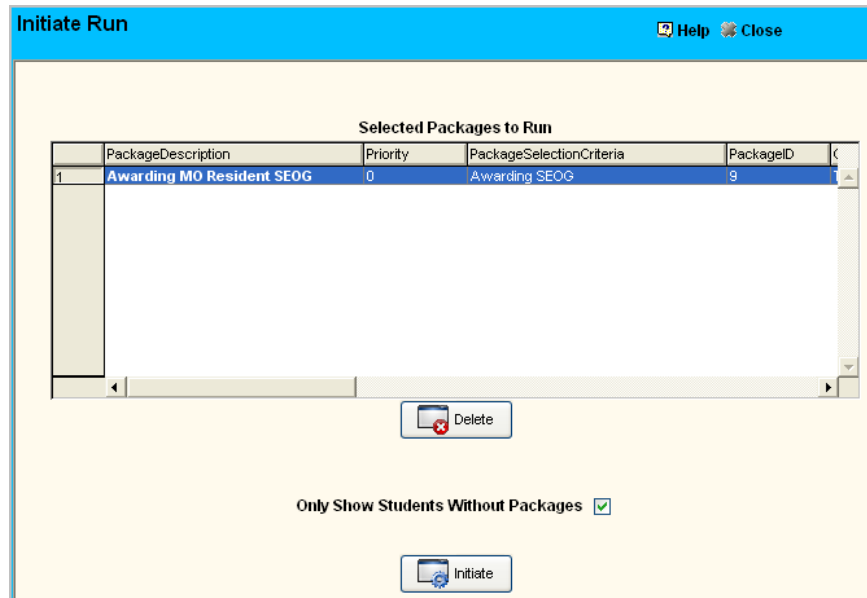 Initiate Run Help Close
Selected Packages to Run
PackageDescription Priority PackageSelectionCriteria PackageID
1 Awarding MO Resident SEOG 0 Awarding SEOG 9
Delete
Only Show Students Without Packages
Initiate